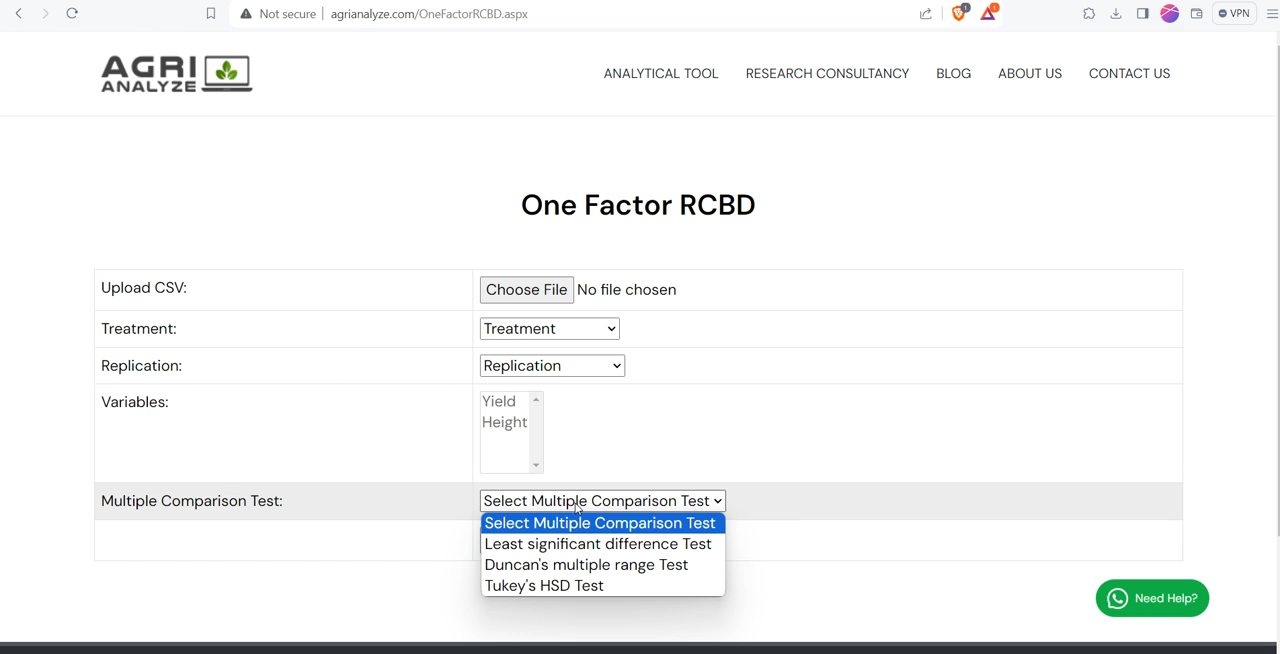 Not secure
agrianalyze.com/OneFactorRCBD.aspx
1
1
VPN
AGRI
ANALYZE
ANALYTICAL TOOL
RESEARCH CONSULTANCY
BLOG
ABOUT US
CONTACT US
One Factor RCBD
Upload CSV:
Choose File No file chosen
Treatment:
Treatment
Replication:
Replication
Variables:
Yield
Height
Multiple Comparison Test:
Select Multiple Comparison Test
Select Multiple Comparison Test
Least significant difference Test
Duncan's multiple range Test
Tukey's HSD Test
Need Help?